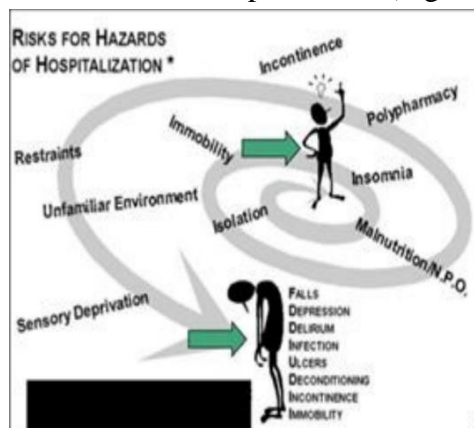 RISKS FOR HAZARDS
OF HOSPITALIZATION *
Incontinence
Polypharmacy
Immobility
Restraints
Insomnia
Unfamiliar Environment
Isolation
Malnutrition/N.P.O.
Sensory Deprivation
FALLS
DEPRESSION
DELIRIUM
INFECTION
ULCERS
DECONDITIONING
INCONTINENCE
IMMOBILITY